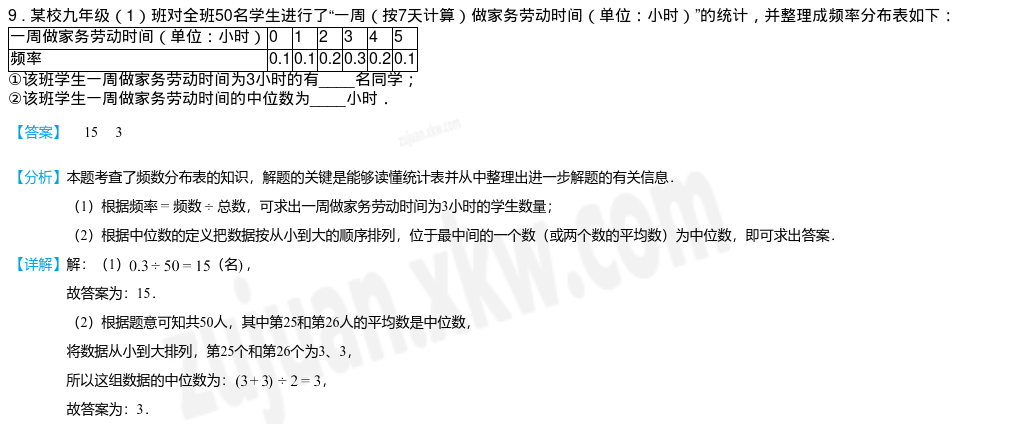 9．某校九年级（1）班对全班50名学生进行了“一周（按7天计算）做家务劳动时间（单位：小时）”的统计，并整理成频率分布表如下：
一周做家务劳动时间（单位：小时） 0 1 2 3 4 5
频率 0.1 0.1 0.2 0.3 0.2 0.1
①该班学生一周做家务劳动时间为3小时的有____名同学；
②该班学生一周做家务劳动时间的中位数为____小时．
【答案】 15 3
【分析】本题考查了频数分布表的知识，解题的关键是能够读懂统计表并从中整理出进一步解题的有关信息．
（1）根据频率＝频数÷总数，可求出一周做家务劳动时间为3小时的学生数量；
（2）根据中位数的定义把数据按从小到大的顺序排列，位于最中间的一个数（或两个数的平均数）为中位数，即可求出答案．
【详解】解：（1）0.3÷50=15（名），
故答案为：15．
（2）根据题意可知共50人，其中第25和第26人的平均数是中位数，
将数据从小到大排列，第25个和第26个为3、3，
所以这组数据的中位数为：(3+3)÷2=3，
故答案为：3．
zujuan.xkw.com
zujuan.xkw.com